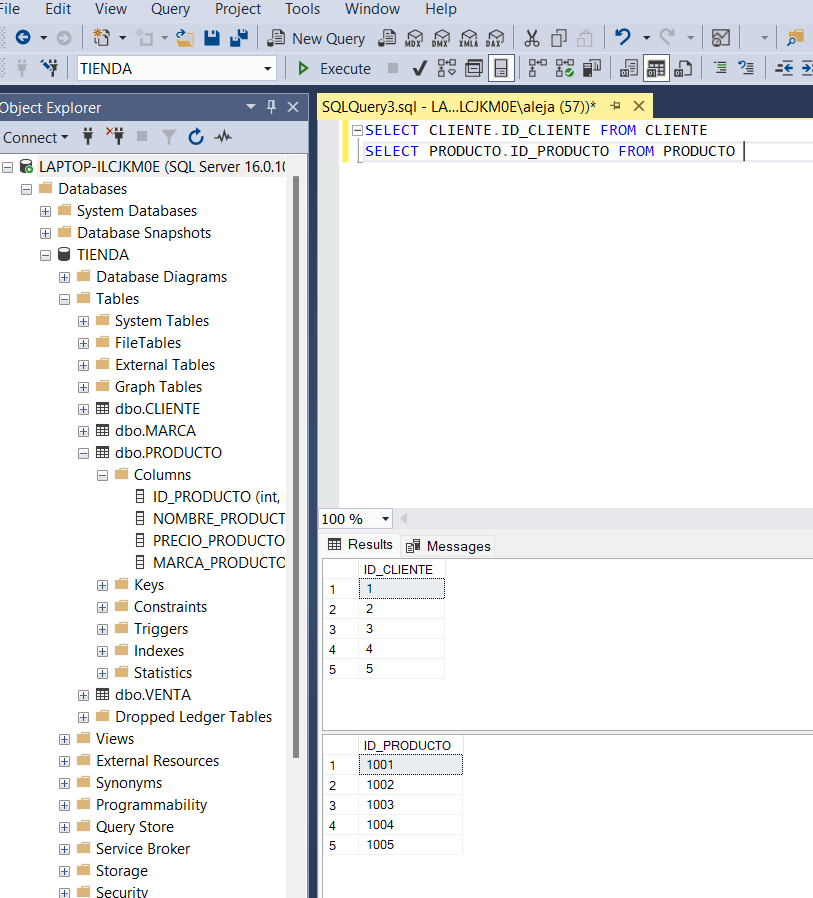 File Edit View Query Project Tools Window Help
New Query MDX DMX XMLA DAX
TIENDA Execute
Object Explorer
Connect
LAPTOP-ILCJKM0E (SQL Server 16.0.10
Databases
System Databases
Database Snapshots
TIENDA
Database Diagrams
Tables
System Tables
FileTables
External Tables
Graph Tables
dbo.CLIENTE
dbo.MARCA
dbo.PRODUCTO
Columns
ID_PRODUCTO (int,
NOMBRE_PRODUCT
PRECIO_PRODUCTO
MARCA_PRODUCTO
Keys
Constraints
Triggers
Indexes
Statistics
dbo.VENTA
Dropped Ledger Tables
Views
External Resources
Synonyms
Programmability
Query Store
Service Broker
Storage
Security
SQLQuery3.sql - LA...LCJKM0E\aleja (57))*
SELECT CLIENTE.ID_CLIENTE FROM CLIENTE
SELECT PRODUCTO.ID_PRODUCTO FROM PRODUCTO
100 %
Results Messages
ID_CLIENTE
1 1
2 2
3 3
4 4
5 5
ID_PRODUCTO
1 1001
2 1002
3 1003
4 1004
5 1005